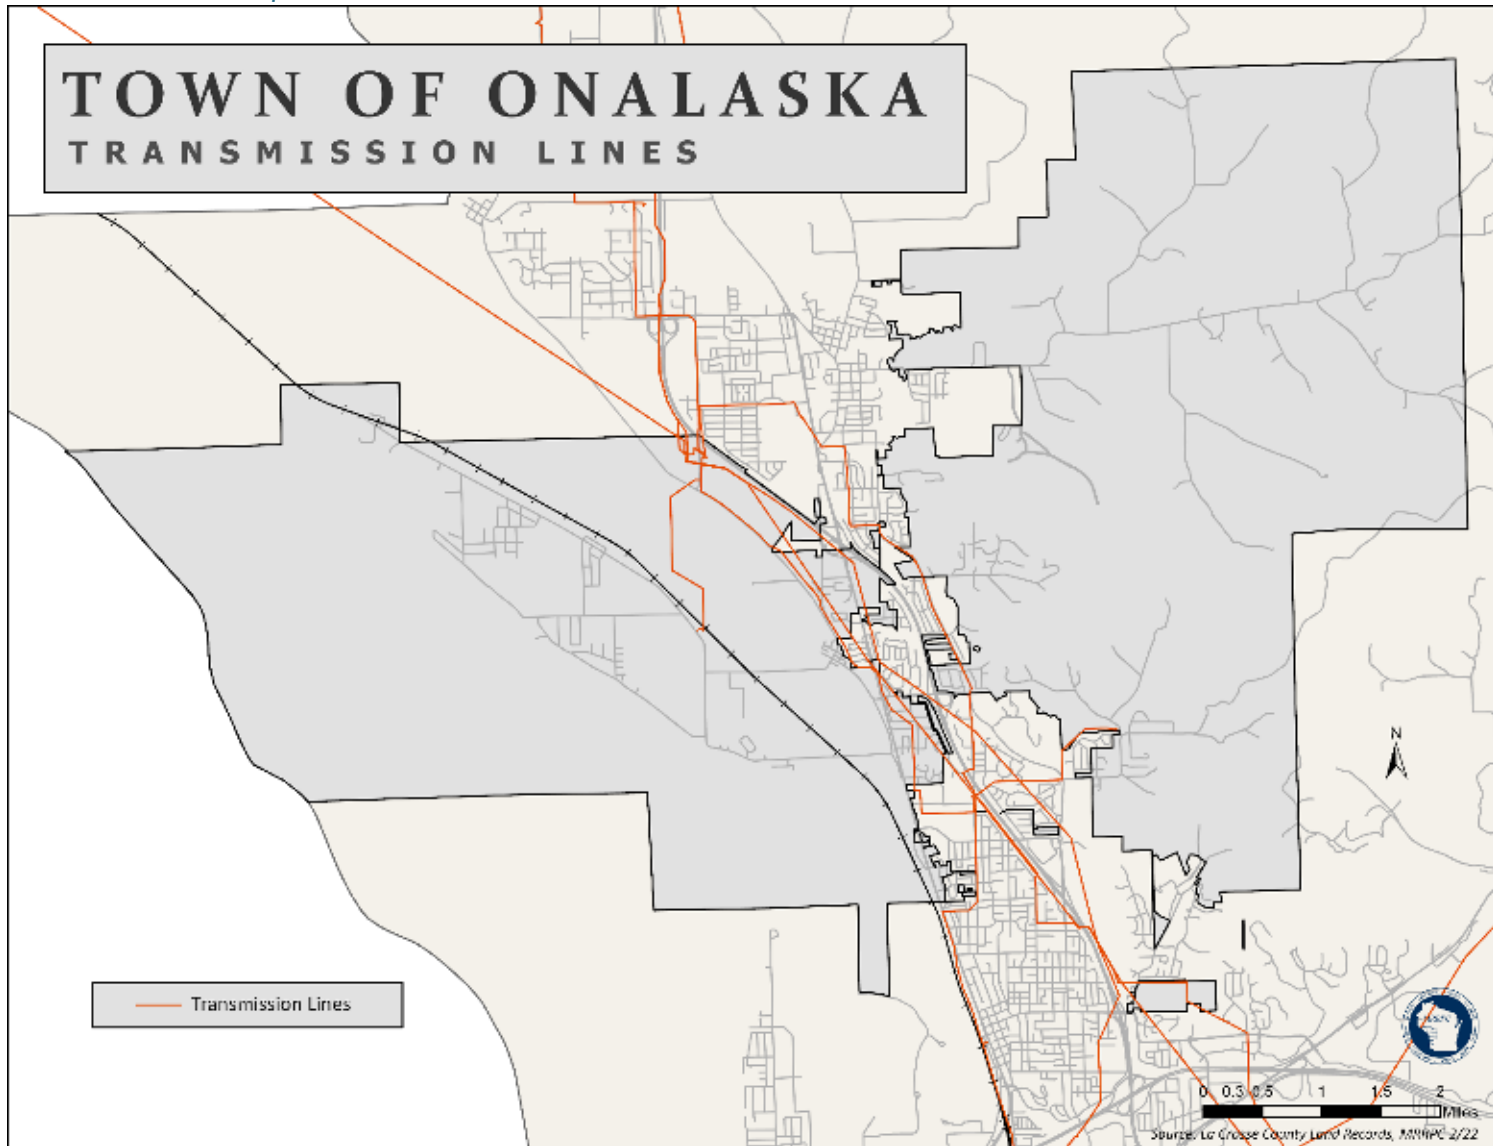 TOWN OF ONALASKA
TRANSMISSION LINES
N
Transmission Lines
0 0.3 0.5 1 1.5 2
Miles
Source: La Crosse County Land Records, MRRPC 2/22